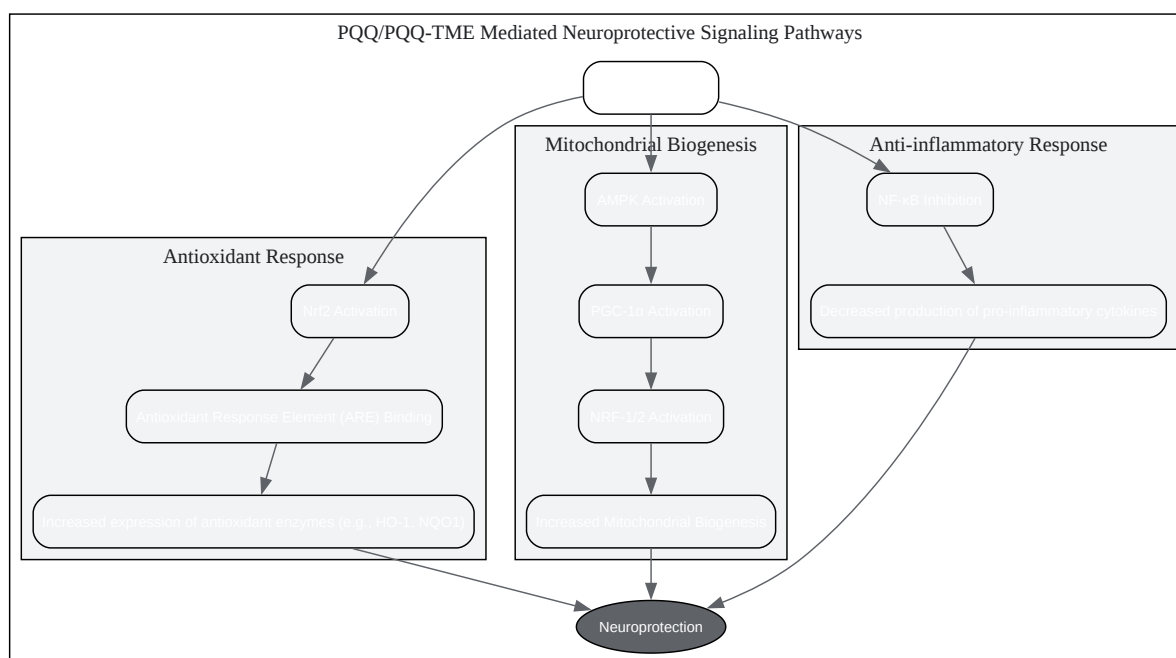 PQQ/PQQ-TME Mediated Neuroprotective Signaling Pathways
Mitochondrial Biogenesis
Anti-inflammatory Response
AMPK Activation
NF-κB Inhibition
Antioxidant Response
Nrf2 Activation
PGC-1α Activation
Decreased production of pro-inflammatory cytokines
Antioxidant Response Element (ARE) Binding
NRF-1/2 Activation
Increased expression of antioxidant enzymes (e.g., HO-1, NQO1)
Increased Mitochondrial Biogenesis
Neuroprotection